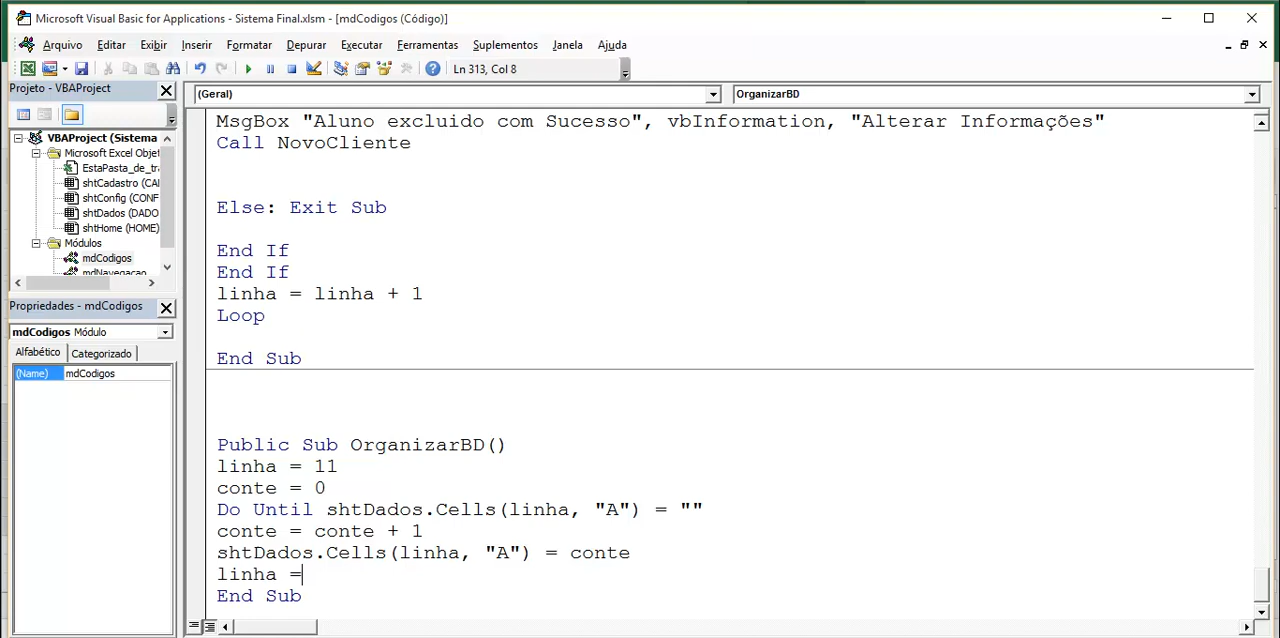 Microsoft Visual Basic for Applications - Sistema Final.xlsm - [mdCodigos (Código)]
Arquivo Editar Exibir Inserir Formatar Depurar Executar Ferramentas Suplementos Janela Ajuda
Ln 313, Col 8
Projeto - VBAProject
VBAProject (Sistema
Microsoft Excel Objet
EstaPasta_de_tra
shtCadastro (CAI
shtConfig (CONF
shtDados (DADO
shtHome (HOME)
Módulos
mdCodigos
mdNavegacao
Propriedades - mdCodigos
mdCodigos Módulo
Alfabético Categorizado
(Name) mdCodigos
(Geral) OrganizarBD
MsgBox "Aluno excluido com Sucesso", vbInformation, "Alterar Informações"
Call NovoCliente
Else: Exit Sub
End If
End If
linha = linha + 1
Loop
End Sub
Public Sub OrganizarBD()
linha = 11
conte = 0
Do Until shtDados.Cells(linha, "A") = ""
conte = conte + 1
shtDados.Cells(linha, "A") = conte
linha =
End Sub